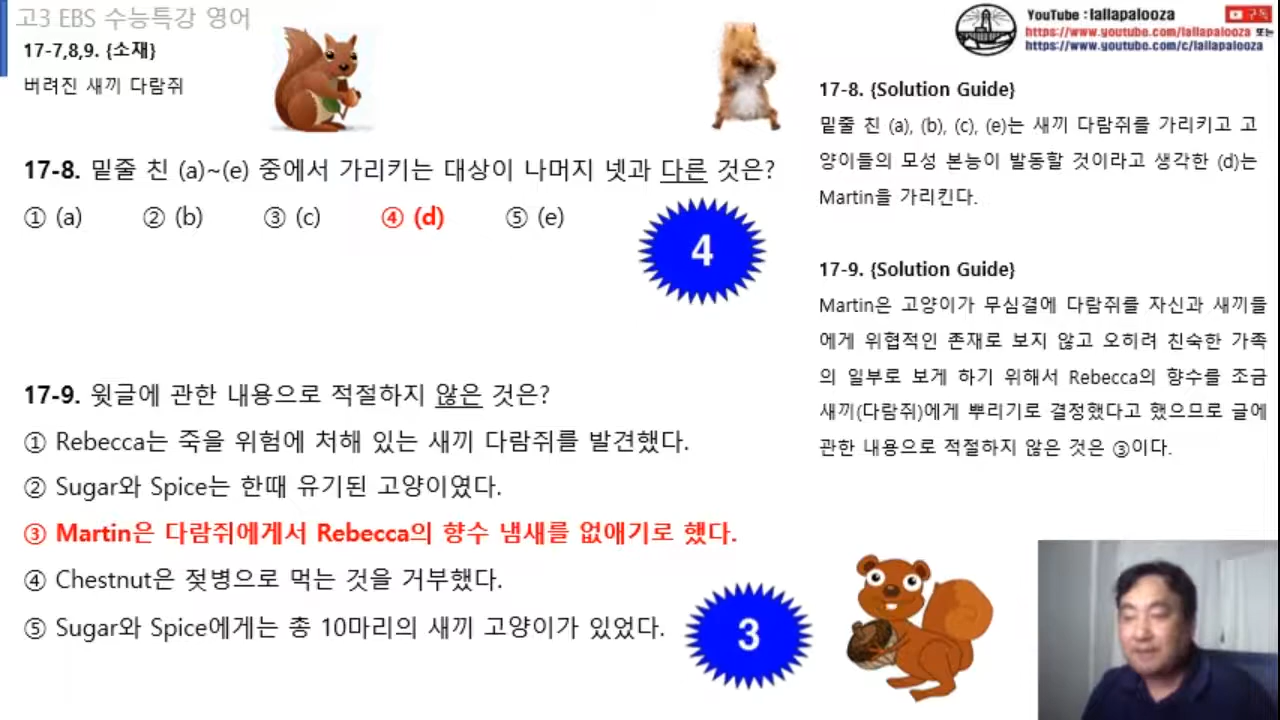 고3 EBS 수능특강 영어
17-7,8,9. {소재}
버려진 새끼 다람쥐
17-8. 밑줄 친 (a)~(e) 중에서 가리키는 대상이 나머지 넷과 다른 것은?
① (a) ② (b) ③ (c) ④ (d) ⑤ (e)
4
17-9. 윗글에 관한 내용으로 적절하지 않은 것은?
① Rebecca는 죽을 위험에 처해 있는 새끼 다람쥐를 발견했다.
② Sugar와 Spice는 한때 유기된 고양이였다.
③ Martin은 다람쥐에게서 Rebecca의 향수 냄새를 없애기로 했다.
④ Chestnut은 젖병으로 먹는 것을 거부했다.
⑤ Sugar와 Spice에게는 총 10마리의 새끼 고양이가 있었다.
3
YouTube : lallapalooza
구독
https://www.youtube.com/lallapalooza 또는
https://www.youtube.com/c/lallapalooza
17-8. {Solution Guide}
밑줄 친 (a), (b), (c), (e)는 새끼 다람쥐를 가리키고 고
양이들의 모성 본능이 발동할 것이라고 생각한 (d)는
Martin을 가리킨다.
17-9. {Solution Guide}
Martin은 고양이가 무심결에 다람쥐를 자신과 새끼들
에게 위협적인 존재로 보지 않고 오히려 친숙한 가족
의 일부로 보게 하기 위해서 Rebecca의 향수를 조금
새끼(다람쥐)에게 뿌리기로 결정했다고 했으므로 글에
관한 내용으로 적절하지 않은 것은 ③이다.